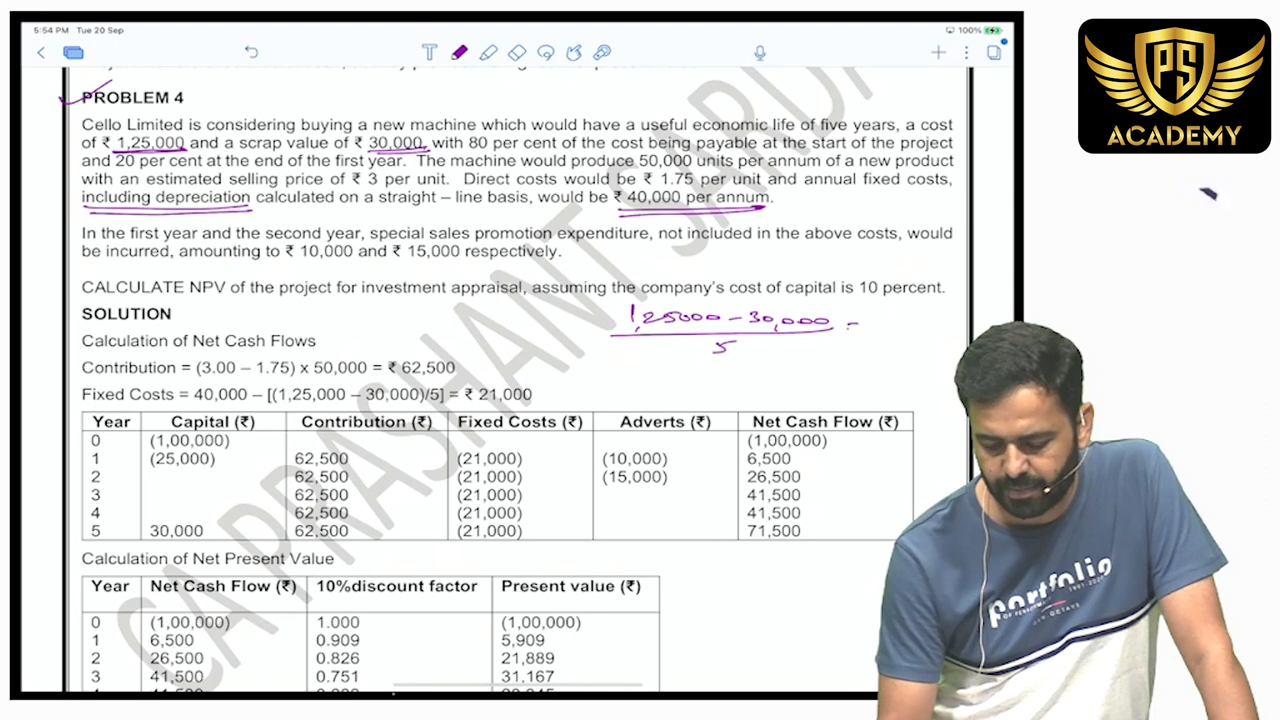 5:54 PM Tue 20 Sep
100%
PROBLEM 4
Cello Limited is considering buying a new machine which would have a useful economic life of five years, a cost
of ₹ 1,25,000 and a scrap value of ₹ 30,000, with 80 per cent of the cost being payable at the start of the project
and 20 per cent at the end of the first year. The machine would produce 50,000 units per annum of a new product
with an estimated selling price of ₹ 3 per unit. Direct costs would be ₹ 1.75 per unit and annual fixed costs,
including depreciation calculated on a straight – line basis, would be ₹ 40,000 per annum.
In the first year and the second year, special sales promotion expenditure, not included in the above costs, would
be incurred, amounting to ₹ 10,000 and ₹ 15,000 respectively.
CALCULATE NPV of the project for investment appraisal, assuming the company's cost of capital is 10 percent.
SOLUTION
1,25000 – 30,000 =
5
Calculation of Net Cash Flows
Contribution = (3.00 – 1.75) x 50,000 = ₹ 62,500
Fixed Costs = 40,000 – [(1,25,000 – 30,000)/5] = ₹ 21,000
Year Capital (₹) Contribution (₹) Fixed Costs (₹) Adverts (₹) Net Cash Flow (₹)
0 (1,00,000) (1,00,000)
1 (25,000) 62,500 (21,000) (10,000) 6,500
2 62,500 (21,000) (15,000) 26,500
3 62,500 (21,000) 41,500
4 62,500 (21,000) 41,500
5 30,000 62,500 (21,000) 71,500
Calculation of Net Present Value
Year Net Cash Flow (₹) 10%discount factor Present value (₹)
0 (1,00,000) 1.000 (1,00,000)
1 6,500 0.909 5,909
2 26,500 0.826 21,889
3 41,500 0.751 31,167
CA PRASHANT SARDA
PS
ACADEMY
portfolio